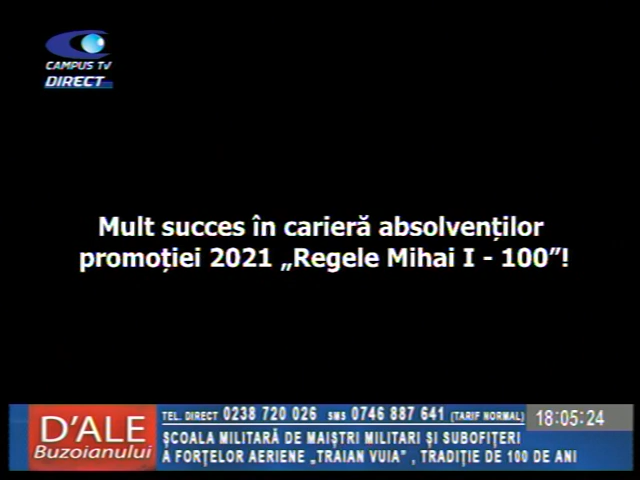 CAMPUS TV
DIRECT
Mult succes în carieră absolvenților
promoției 2021 „Regele Mihai I - 100”!
TEL. DIRECT 0238 720 026 SMS 0746 887 641 (TARIF NORMAL)
18:05:24
D'ALE
Buzoianului
ȘCOALA MILITARĂ DE MAIȘTRI MILITARI ȘI SUBOFIȚERI
A FORȚELOR AERIENE „TRAIAN VUIA” , TRADIȚIE DE 100 DE ANI